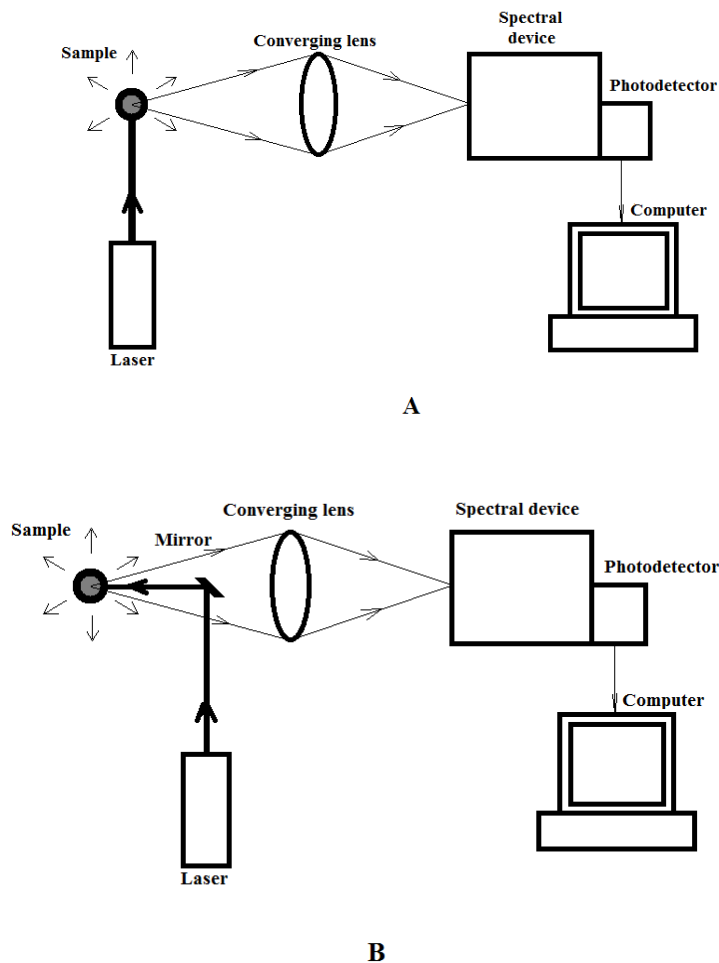 Spectral
device
Converging lens
Sample
Photodetector
Computer
Laser
A
Converging lens
Spectral device
Sample
Mirror
Photodetector
Computer
Laser
B